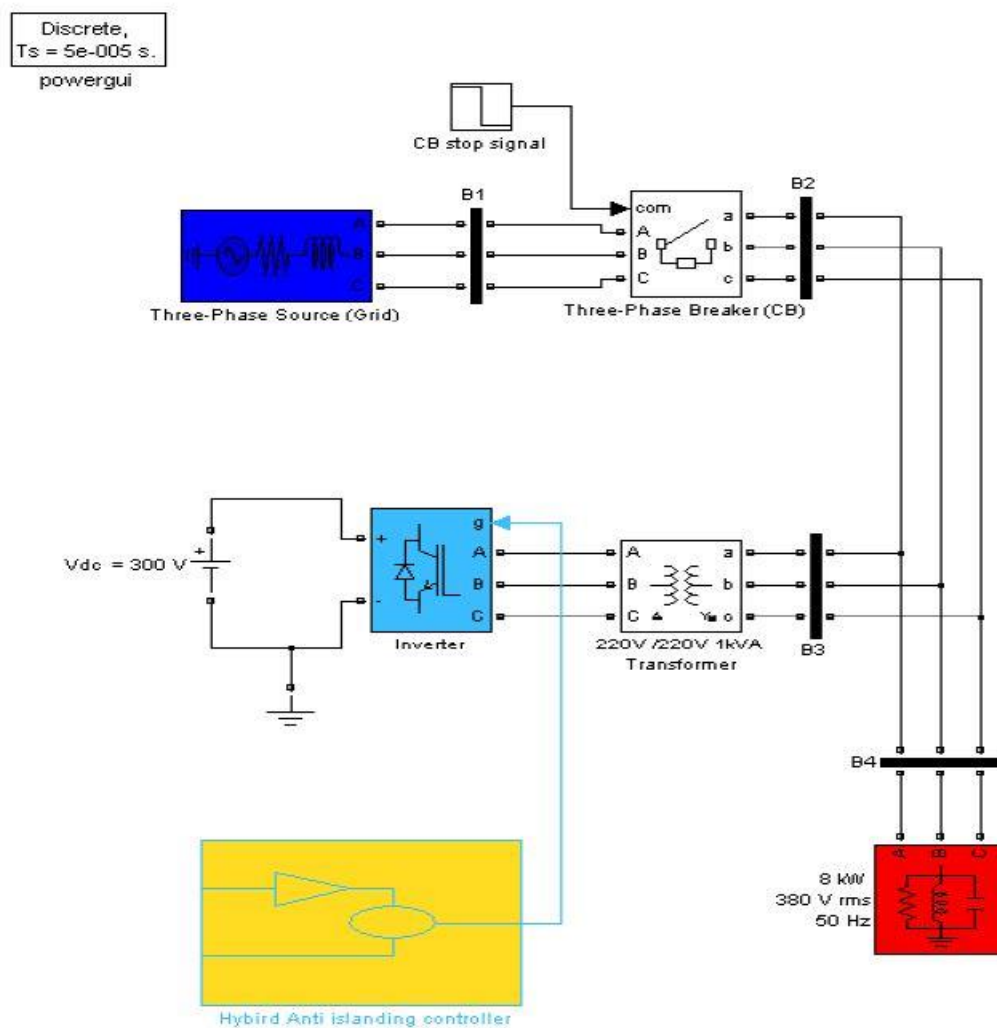 Discrete,
Ts = 5e-005 s.
powergui
CB stop signal
B1
B2
com
A
B
C
A
B
C
a
b
c
Three-Phase Source (Grid)
Three-Phase Breaker (CB)
g
+
-
A
B
C
Vdc = 300 V
+
Inverter
A
B
C
a
b
c
Y
220V /220V 1kVA
Transformer
B3
B4
A
B
C
8 kW
380 V rms
50 Hz
Hybird Anti islanding controller